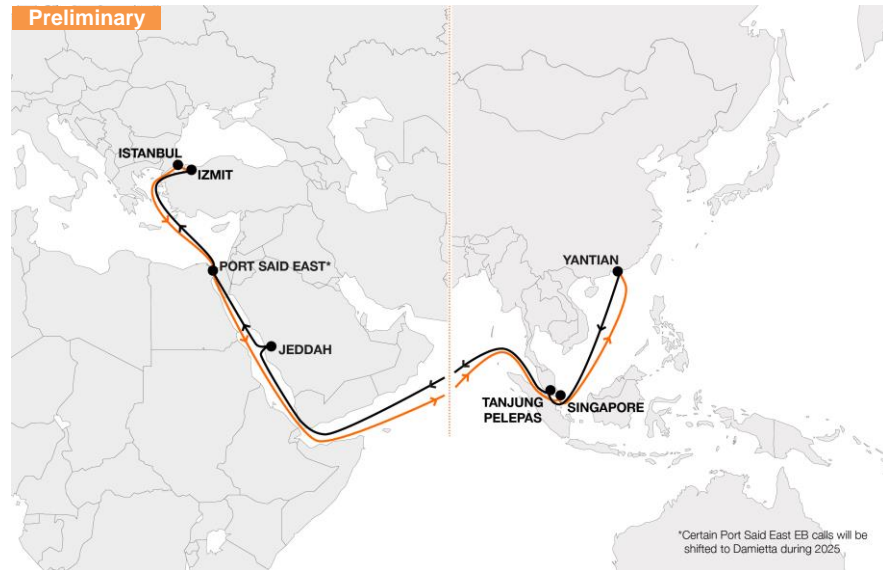 Preliminary
ISTANBUL
IZMIT
PORT SAID EAST*
YANTIAN
JEDDAH
TANJUNG
PELEPAS
SINGAPORE
*Certain Port Said East EB calls will be
shifted to Damietta during 2025